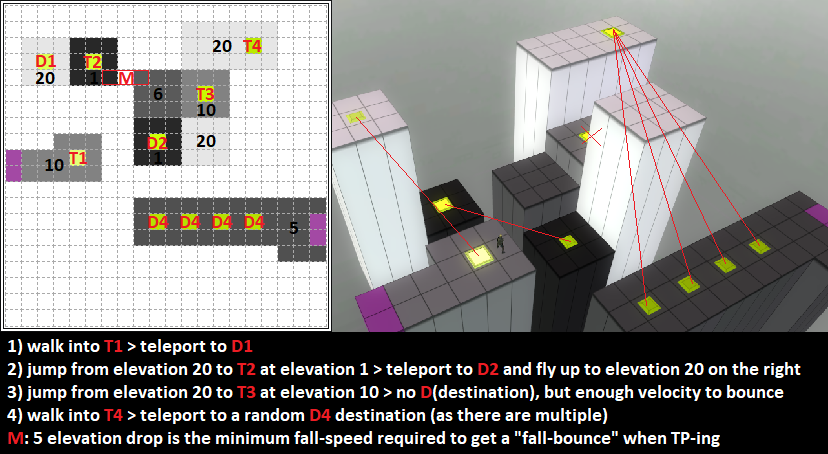 20 T4
D1 T2
20 1 M
6 T3
10
D2 20
1
10 T1
D4 D4 D4 D4 5
1) walk into T1 > teleport to D1
2) jump from elevation 20 to T2 at elevation 1 > teleport to D2 and fly up to elevation 20 on the right
3) jump from elevation 20 to T3 at elevation 10 > no D(destination), but enough velocity to bounce
4) walk into T4 > teleport to a random D4 destination (as there are multiple)
M: 5 elevation drop is the minimum fall-speed required to get a "fall-bounce" when TP-ing